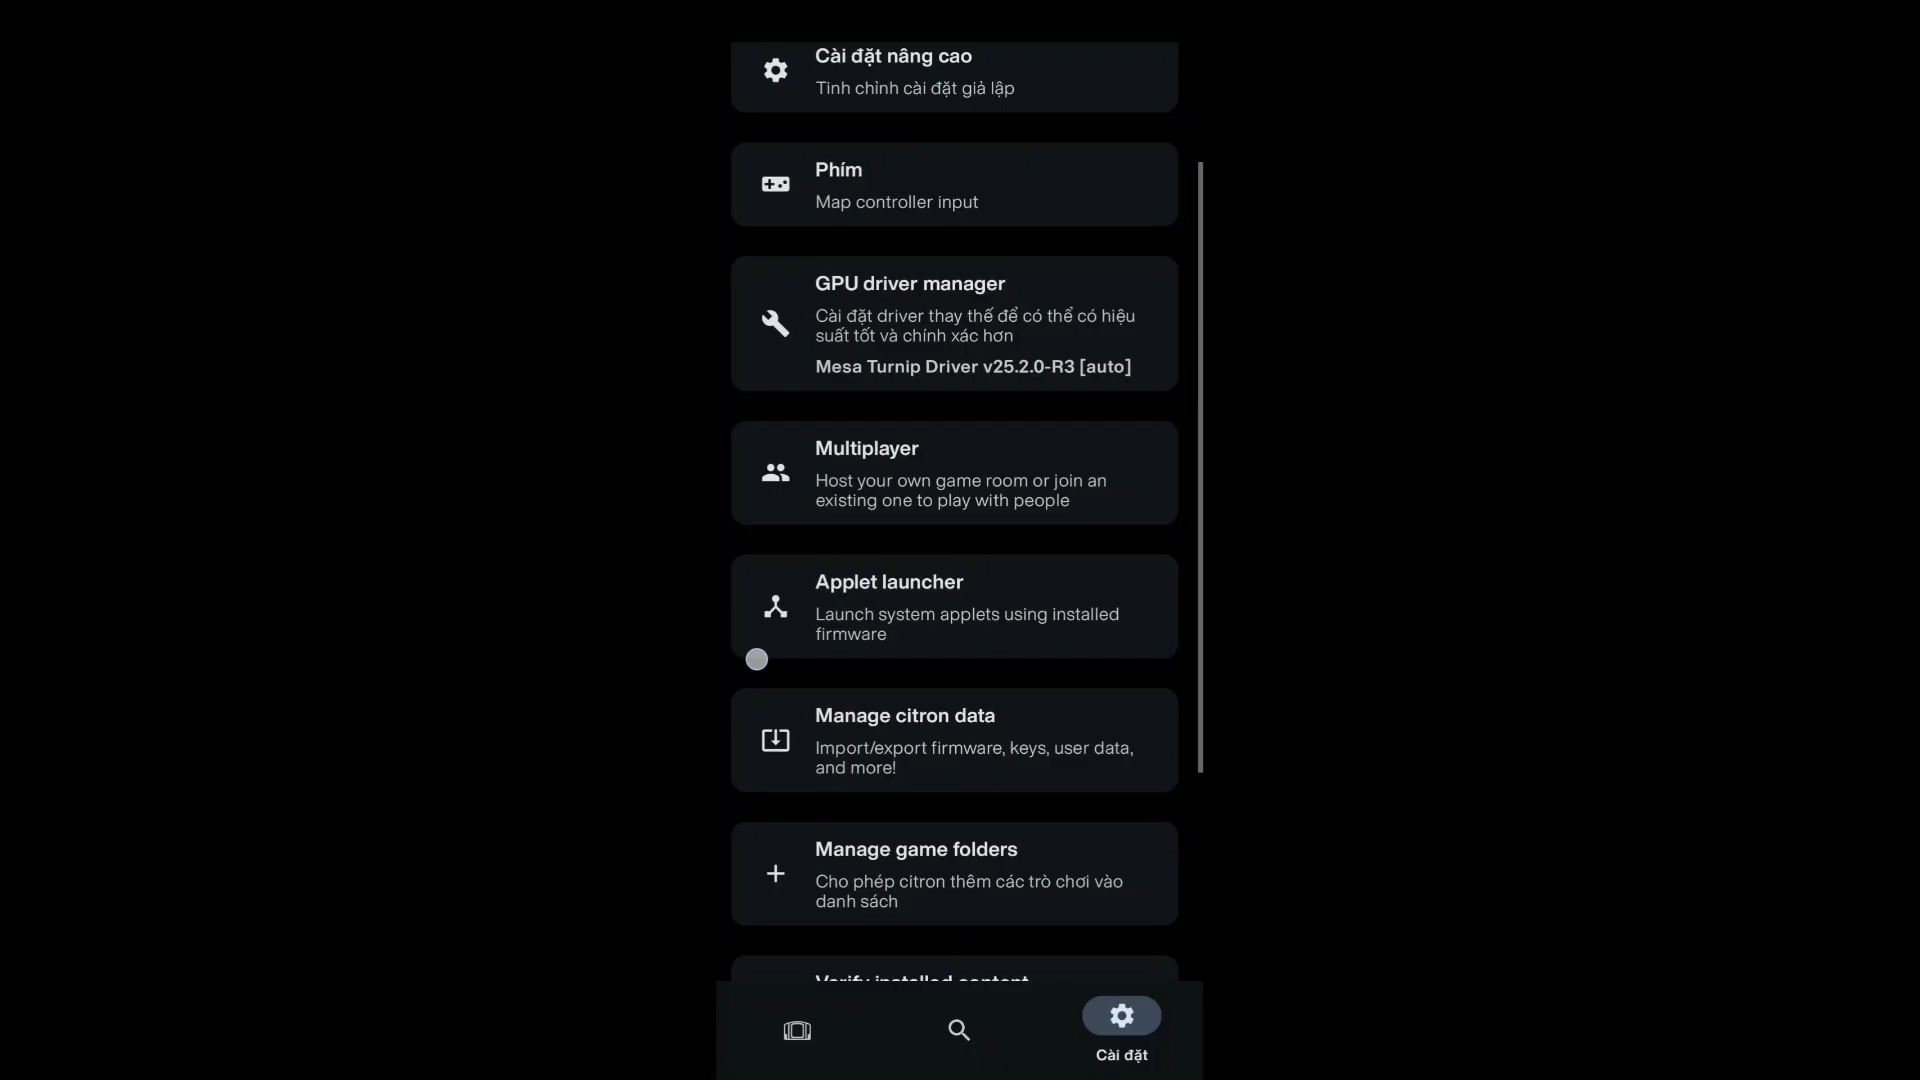 Cài đặt nâng cao
Tinh chỉnh cài đặt giả lập
Phím
Map controller input
GPU driver manager
Cài đặt driver thay thế để có thể có hiệu
suất tốt và chính xác hơn
Mesa Turnip Driver v25.2.0-R3 [auto]
Multiplayer
Host your own game room or join an
existing one to play with people
Applet launcher
Launch system applets using installed
firmware
Manage citron data
Import/export firmware, keys, user data,
and more!
Manage game folders
Cho phép citron thêm các trò chơi vào
danh sách
Verify installed content
Cài đặt